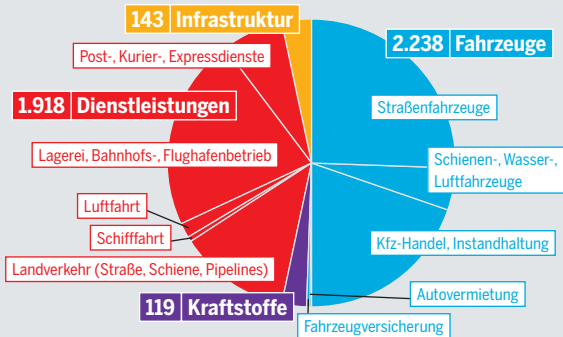 143 Infrastruktur
Post-, Kurier-, Expressdienste
1.918 Dienstleistungen
Lagerei, Bahnhofs-, Flughafenbetrieb
Luftfahrt
Schifffahrt
Landverkehr (Straße, Schiene, Pipelines)
119 Kraftstoffe
2.238 Fahrzeuge
Straßenfahrzeuge
Schienen-, Wasser-,
Luftfahrzeuge
Kfz-Handel, Instandhaltung
Autovermietung
Fahrzeugversicherung